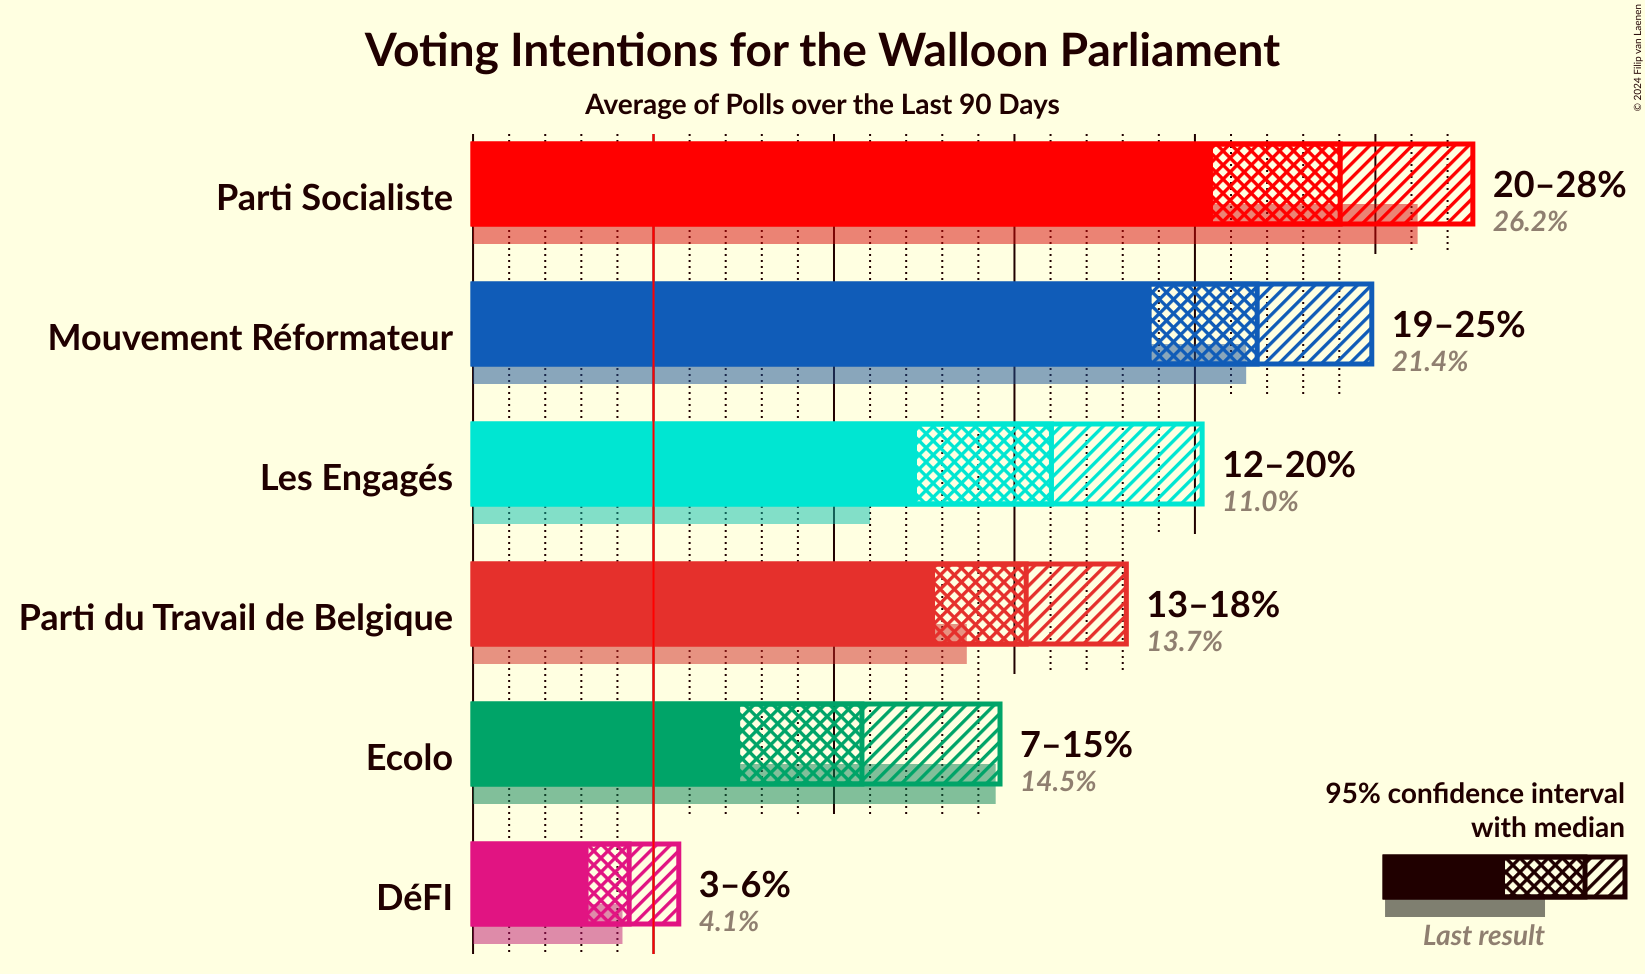 Voting Intentions for the Walloon Parliament
Average of Polls over the Last 90 Days
© 2024 Filip van Laenen
Parti Socialiste
20–28%
26.2%
Mouvement Réformateur
19–25%
21.4%
Les Engagés
12–20%
11.0%
Parti du Travail de Belgique
13–18%
13.7%
Ecolo
7–15%
14.5%
DéFI
3–6%
4.1%
95% confidence interval
with median
Last result